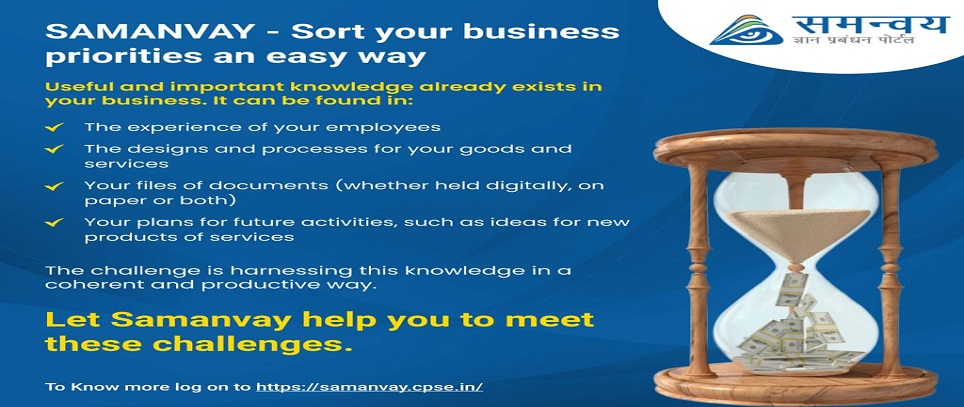 SAMANVAY - Sort your business
priorities an easy way
समन्वय
ज्ञान प्रबंधन पोर्टल
Useful and important knowledge already exists in
your business. It can be found in:
The experience of your employees
The designs and processes for your goods and
services
Your files of documents (whether held digitally, on
paper or both)
Your plans for future activities, such as ideas for new
products of services
The challenge is harnessing this knowledge in a
coherent and productive way.
Let Samanvay help you to meet
these challenges.
To Know more log on to https://samanvay.cpse.in/